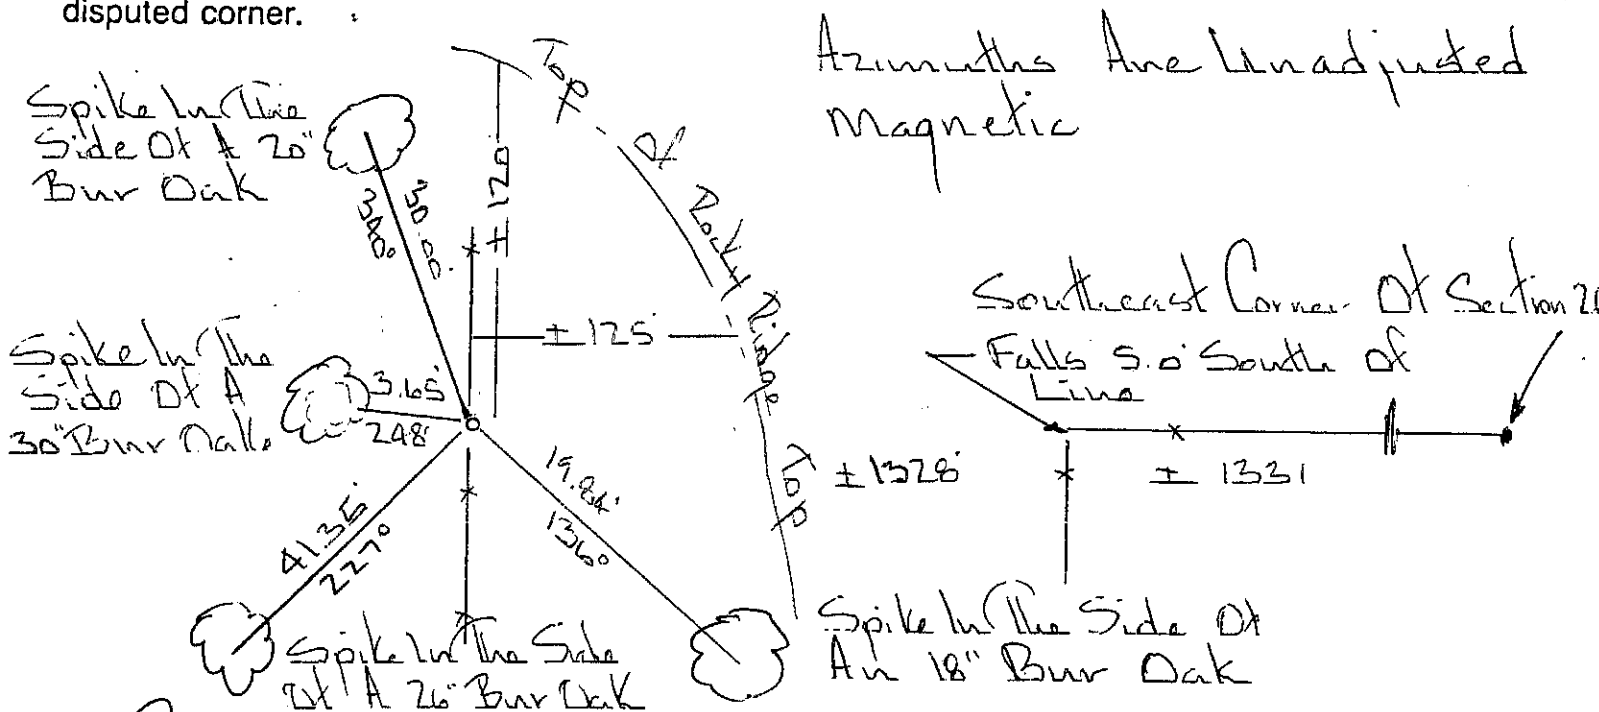 disputed corner.
Azimuths Are Unadjusted
Magnetic
Spike In The
Side Of A 20"
Bur Oak
340°
30.00'
± 120
Top Of Rocky Ridge Top
± 125'
Spike In The
Side Of A
30" Bur Oak
3.65'
248°
41.35'
227°
19.84'
136°
Spike In The Side
Of A 26" Bur Oak
Spike In The Side Of
An 18" Bur Oak
Southeast Corner Of Section
Falls 5.0' South Of
Line
± 1328'
± 1331